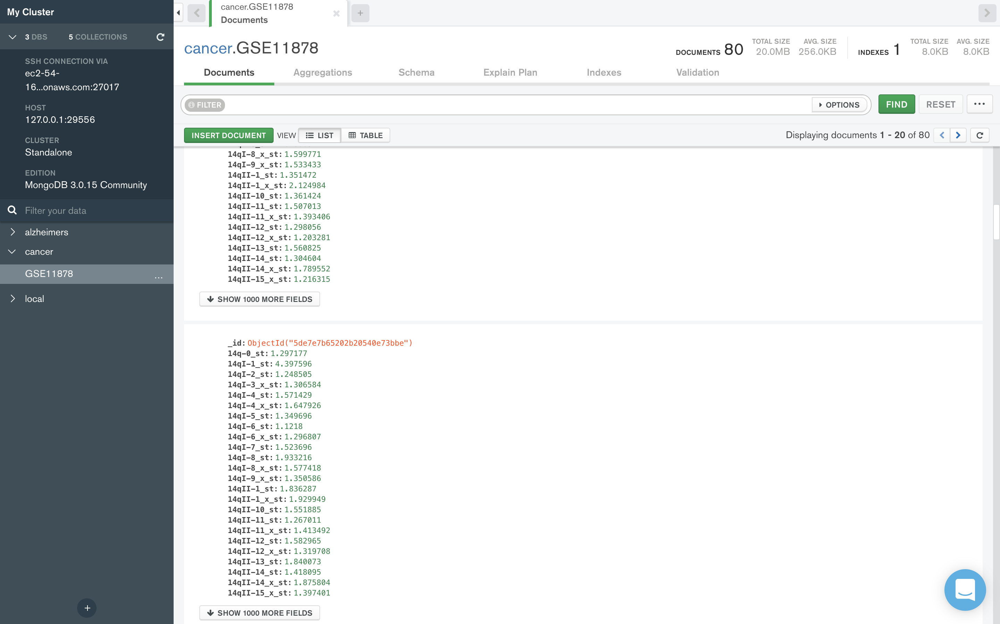 My Cluster
3 DBS 5 COLLECTIONS
SSH CONNECTION VIA
ec2-54-
16...onaws.com:27017
HOST
127.0.0.1:29556
CLUSTER
Standalone
EDITION
MongoDB 3.0.15 Community
Filter your data
alzheimers
cancer
GSE11878 ...
local
+
cancer.GSE11878
Documents
+
cancer.GSE11878
DOCUMENTS 80 TOTAL SIZE 20.0MB AVG. SIZE 256.0KB INDEXES 1 TOTAL SIZE 8.0KB AVG. SIZE 8.0KB
Documents Aggregations Schema Explain Plan Indexes Validation
FILTER OPTIONS FIND RESET ...
INSERT DOCUMENT VIEW LIST TABLE Displaying documents 1 - 20 of 80
14qI-8_x_st: 1.599771
14qI-9_x_st: 1.533433
14qII-1_st: 1.351472
14qII-1_x_st: 2.124984
14qII-10_st: 1.361424
14qII-11_st: 1.507013
14qII-11_x_st: 1.393406
14qII-12_st: 1.298056
14qII-12_x_st: 1.203281
14qII-13_st: 1.560825
14qII-14_st: 1.304604
14qII-14_x_st: 1.789552
14qII-15_x_st: 1.216315
SHOW 1000 MORE FIELDS
_id: ObjectId("5de7e7b65202b20540e73bbe")
14q-0_st: 1.297177
14qI-1_st: 4.397596
14qI-2_st: 1.248505
14qI-3_x_st: 1.306584
14qI-4_st: 1.571429
14qI-4_x_st: 1.647926
14qI-5_st: 1.349696
14qI-6_st: 1.1218
14qI-6_x_st: 1.296807
14qI-7_st: 1.523696
14qI-8_st: 1.933216
14qI-8_x_st: 1.577418
14qI-9_x_st: 1.350586
14qII-1_st: 1.836287
14qII-1_x_st: 1.929949
14qII-10_st: 1.551885
14qII-11_st: 1.267011
14qII-11_x_st: 1.413492
14qII-12_st: 1.582965
14qII-12_x_st: 1.319708
14qII-13_st: 1.840073
14qII-14_st: 1.418095
14qII-14_x_st: 1.875804
14qII-15_x_st: 1.397401
SHOW 1000 MORE FIELDS